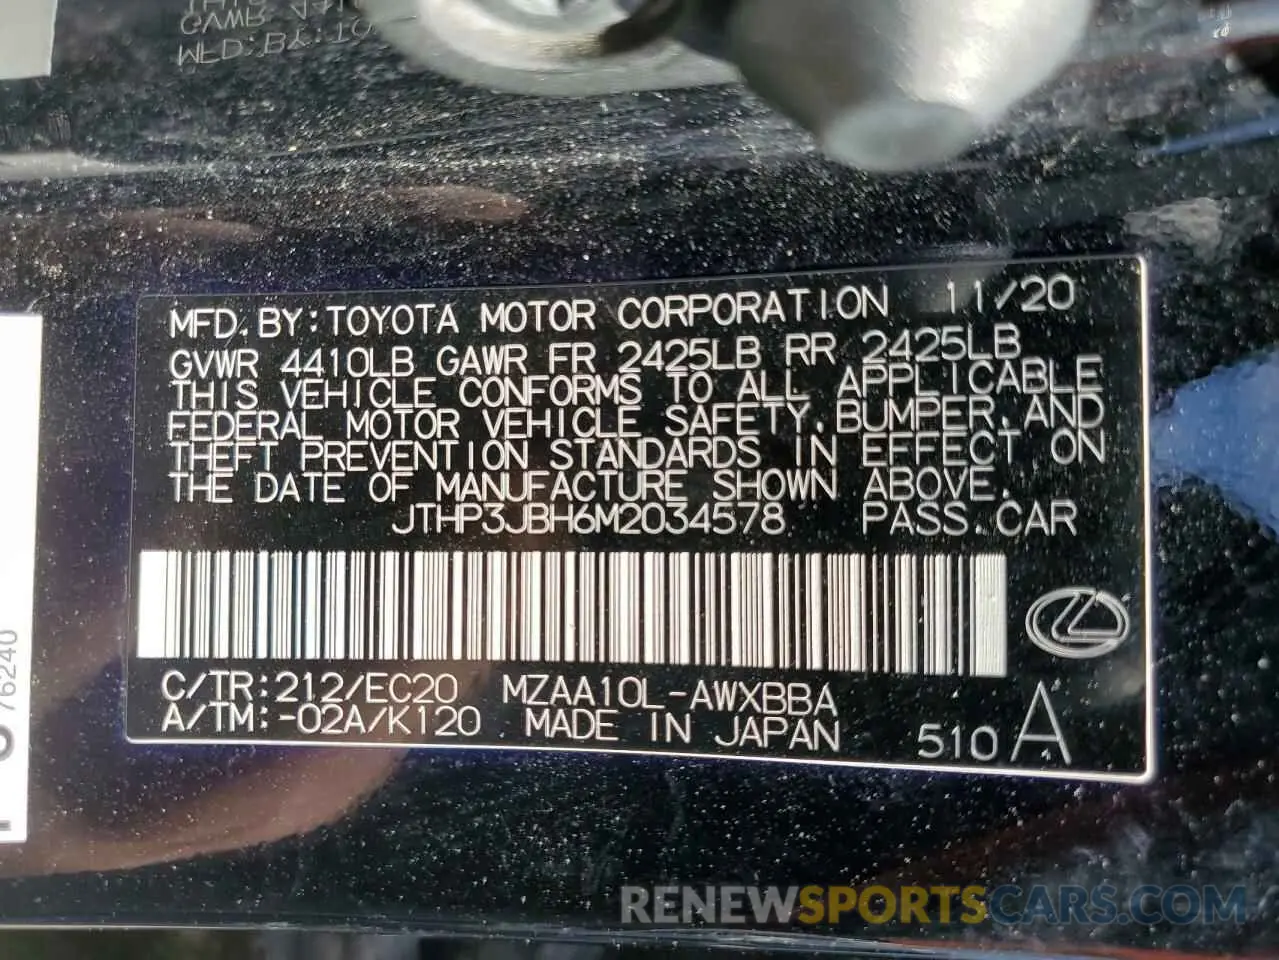 MFD.BY:TOYOTA MOTOR CORPORATION 11/20
GVWR 4410LB GAWR FR 2425LB RR 2425LB
THIS VEHICLE CONFORMS TO ALL APPLICABLE
FEDERAL MOTOR VEHICLE SAFETY,BUMPER,AND
THEFT PREVENTION STANDARDS IN EFFECT ON
THE DATE OF MANUFACTURE SHOWN ABOVE.
JTHP3JBH6M2034578 PASS.CAR
C/TR:212/EC20 MZAA10L-AWXBBA
A/TM:-02A/K120 MADE IN JAPAN 510 A
76240
RENEWSPORTSCARS.COM